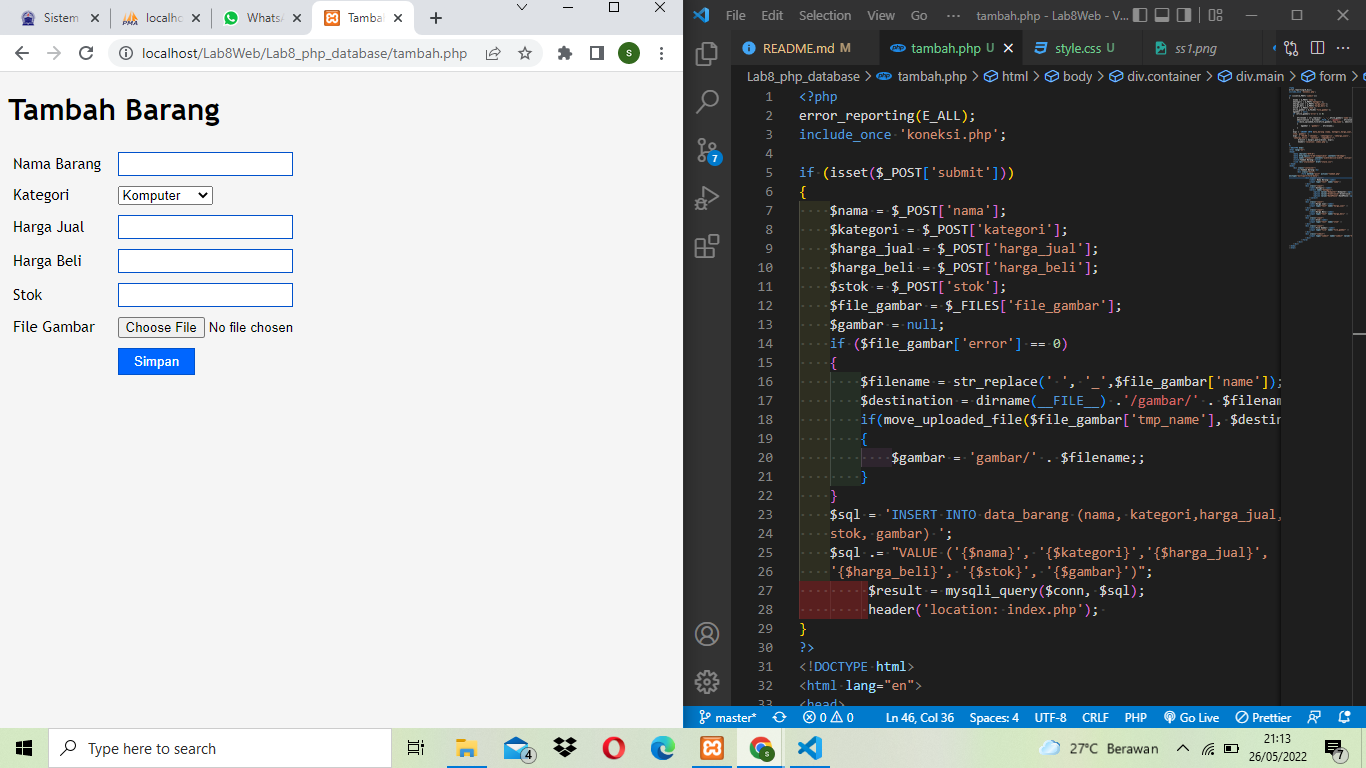 Sistem
localho
WhatsA
Tambah
localhost/Lab8Web/Lab8_php_database/tambah.php
s
Tambah Barang
Nama Barang
Kategori
Komputer
Harga Jual
Harga Beli
Stok
File Gambar
Choose File No file chosen
Simpan
File Edit Selection View Go ··· tambah.php - Lab8Web - V...
README.md M
tambah.php U
style.css U
ss1.png
Lab8_php_database > tambah.php > html > body > div.container > div.main > form >
7
1 <?php
2 error_reporting(E_ALL);
3 include_once 'koneksi.php';
4
5 if (isset($_POST['submit']))
6 {
7 $nama = $_POST['nama'];
8 $kategori = $_POST['kategori'];
9 $harga_jual = $_POST['harga_jual'];
10 $harga_beli = $_POST['harga_beli'];
11 $stok = $_POST['stok'];
12 $file_gambar = $_FILES['file_gambar'];
13 $gambar = null;
14 if ($file_gambar['error'] == 0)
15 {
16 $filename = str_replace(' ', '_',$file_gambar['name']);
17 $destination = dirname(__FILE__) .'/gambar/' . $filenam
18 if(move_uploaded_file($file_gambar['tmp_name'], $destin
19 {
20 $gambar = 'gambar/' . $filename;;
21 }
22 }
23 $sql = 'INSERT INTO data_barang (nama, kategori,harga_jual,
24 stok, gambar) ';
25 $sql .= "VALUE ('{$nama}', '{$kategori}','{$harga_jual}',
26 '{$harga_beli}', '{$stok}', '{$gambar}')";
27 $result = mysqli_query($conn, $sql);
28 header('location: index.php');
29 }
30 ?>
31 <!DOCTYPE html>
32 <html lang="en">
33 <head>
master* 0 0 Ln 46, Col 36 Spaces: 4 UTF-8 CRLF PHP Go Live Prettier
Type here to search
4
27°C Berawan
21:13
26/05/2022
7